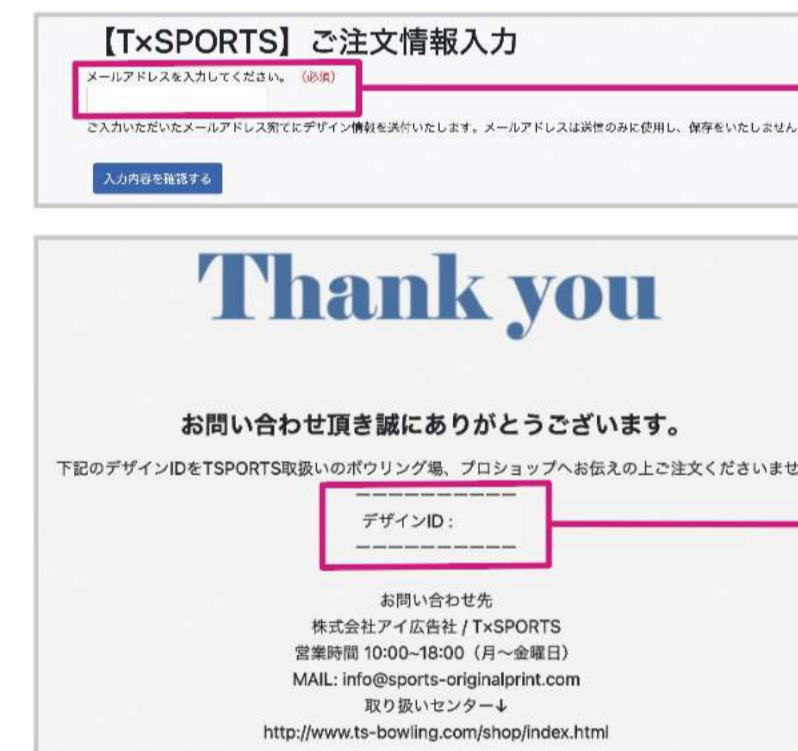 【T×SPORTS】ご注文情報入力
メールアドレスを入力してください。（必須）
ご入力いただいたメールアドレス宛てにデザイン情報を送付いたします。メールアドレスは送信のみに使用し、保存をいたしません
入力内容を確認する
Thank you
お問い合わせ頂き誠にありがとうございます。
下記のデザインIDをTSPORTS取扱いのボウリング場、プロショップへお伝えの上ご注文くださいませ
ーーーーーーーーーー
デザインID：
ーーーーーーーーーー
お問い合わせ先
株式会社アイ広告社 / T×SPORTS
営業時間 10:00~18:00（月～金曜日）
MAIL: info@sports-originalprint.com
取り扱いセンター↓
http://www.ts-bowling.com/shop/index.html